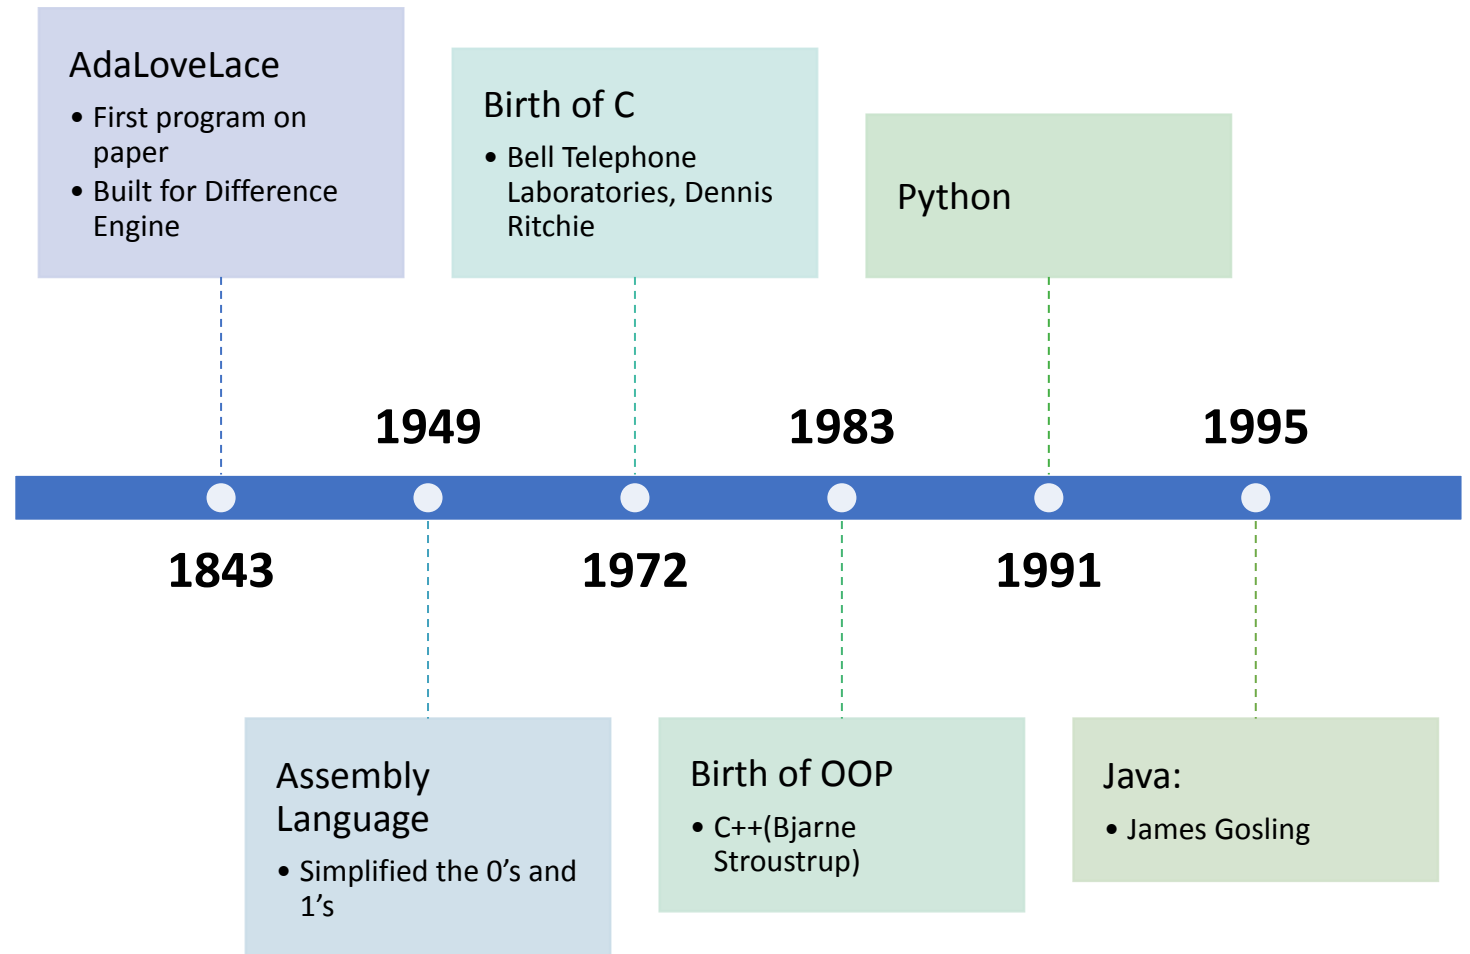 AdaLoveLace
• First program on
paper
• Built for Difference
Engine
Birth of C
• Bell Telephone
Laboratories, Dennis
Ritchie
Python
1949
1983
1995
1843
1972
1991
Assembly
Language
• Simplified the 0’s and
1’s
Birth of OOP
• C++(Bjarne
Stroustrup)
Java:
• James Gosling